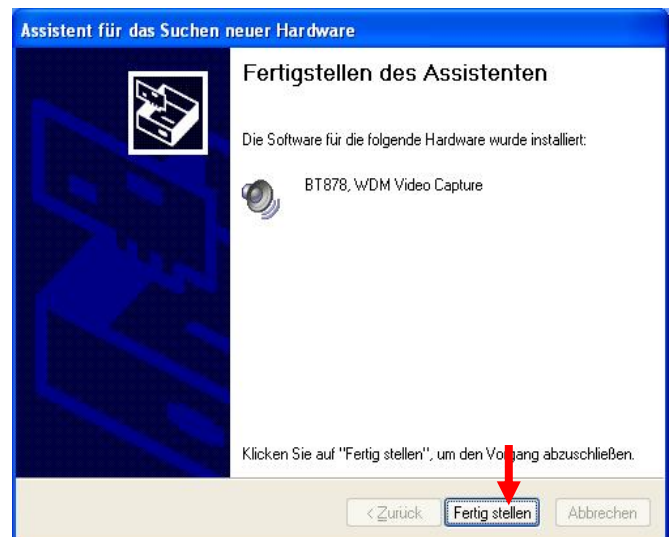 Assistent für das Suchen neuer Hardware
Fertigstellen des Assistenten
Die Software für die folgende Hardware wurde installiert:
BT878, WDM Video Capture
Klicken Sie auf "Fertig stellen", um den Vorgang abzuschließen.
< Zurück Fertig stellen Abbrechen